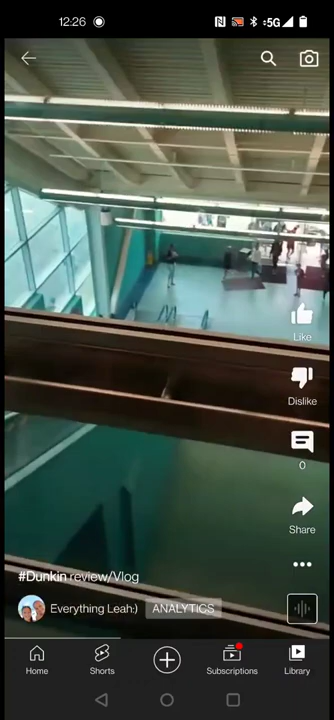 12:26
5G
Like
Dislike
0
Share
#Dunkin review/Vlog
Everything Leah:) ANALYTICS
Home Shorts Subscriptions Library